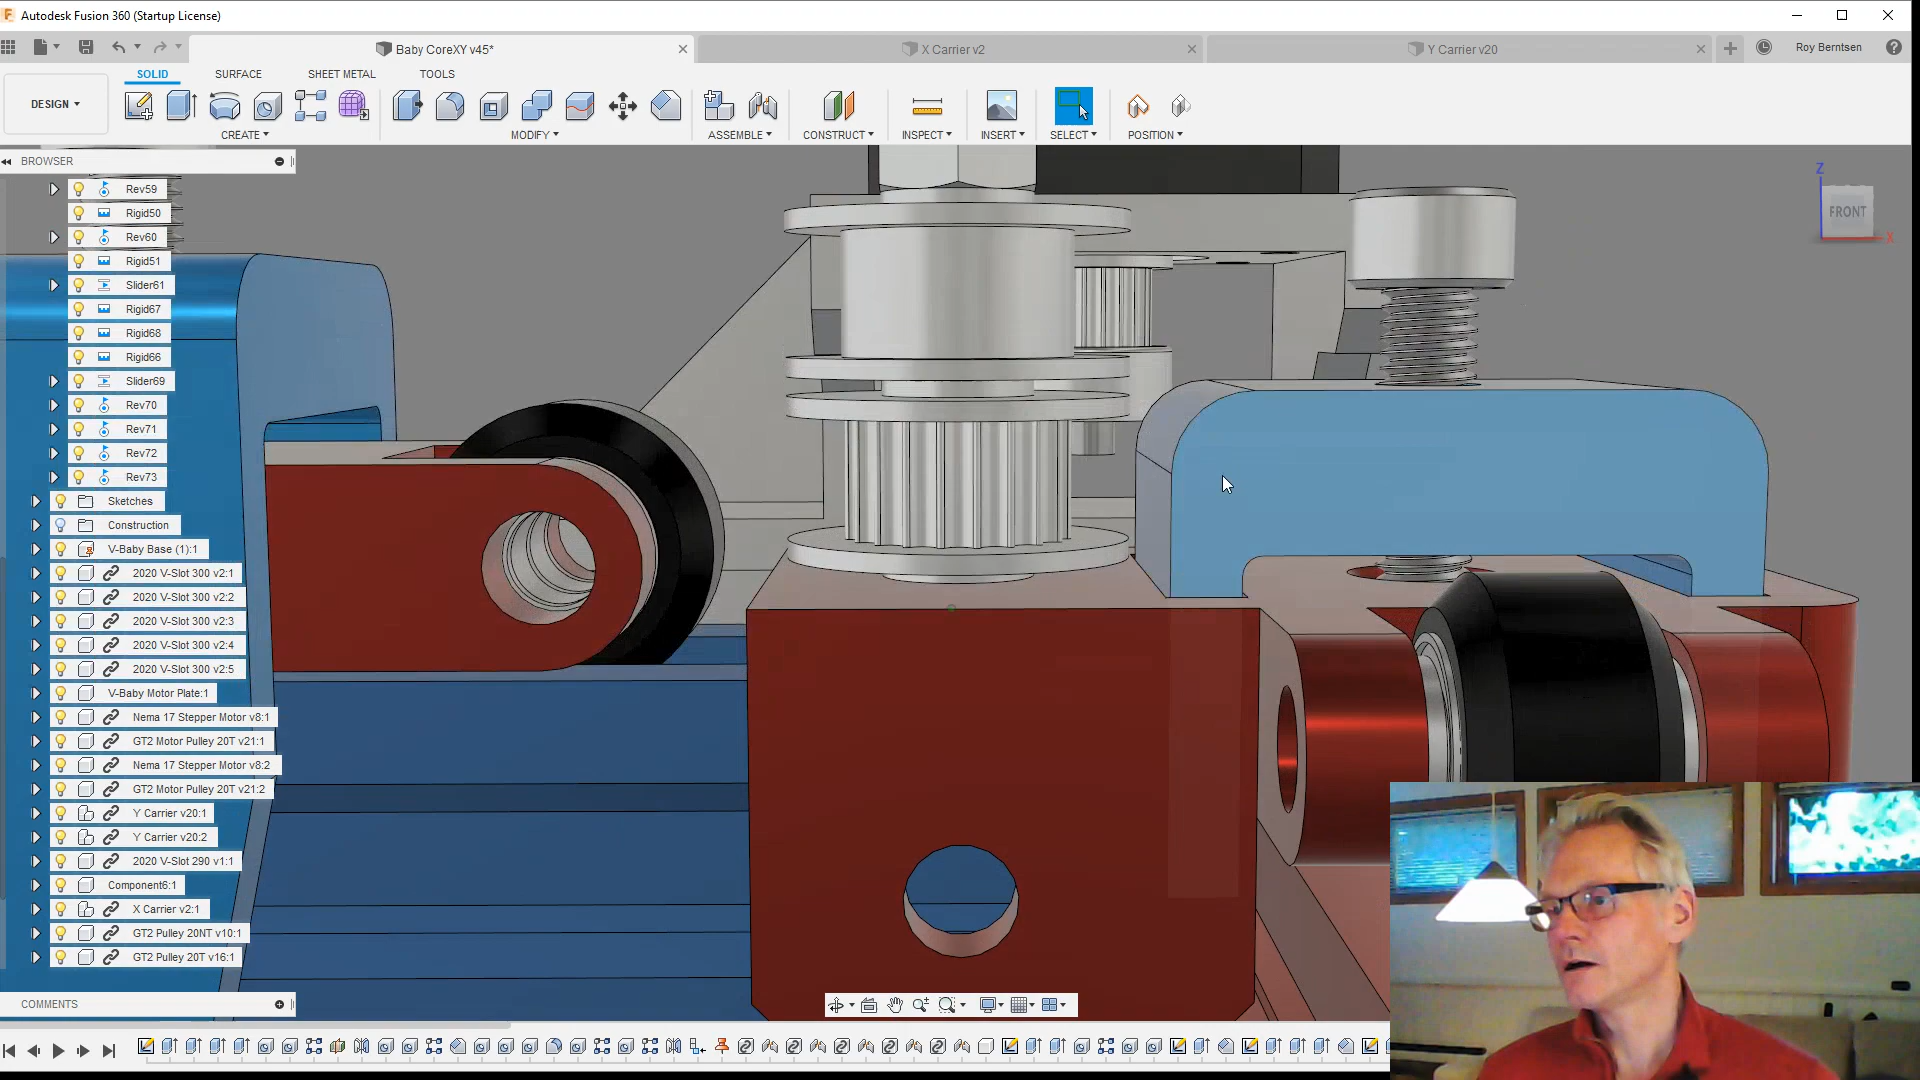 Autodesk Fusion 360 (Startup License)
Baby CoreXY v45*
X Carrier v2
Y Carrier v20
Roy Berntsen
SOLID
SURFACE
SHEET METAL
TOOLS
DESIGN
CREATE
MODIFY
ASSEMBLE
CONSTRUCT
INSPECT
INSERT
SELECT
POSITION
BROWSER
Z
FRONT
X
Rev59
Rigid50
Rev60
Rigid51
Slider61
Rigid67
Rigid68
Rigid66
Slider69
Rev70
Rev71
Rev72
Rev73
Sketches
Construction
V-Baby Base (1):1
2020 V-Slot 300 v2:1
2020 V-Slot 300 v2:2
2020 V-Slot 300 v2:3
2020 V-Slot 300 v2:4
2020 V-Slot 300 v2:5
V-Baby Motor Plate:1
Nema 17 Stepper Motor v8:1
GT2 Motor Pulley 20T v21:1
Nema 17 Stepper Motor v8:2
GT2 Motor Pulley 20T v21:2
Y Carrier v20:1
Y Carrier v20:2
2020 V-Slot 290 v1:1
Component6:1
X Carrier v2:1
GT2 Pulley 20NT v10:1
GT2 Pulley 20T v16:1
COMMENTS